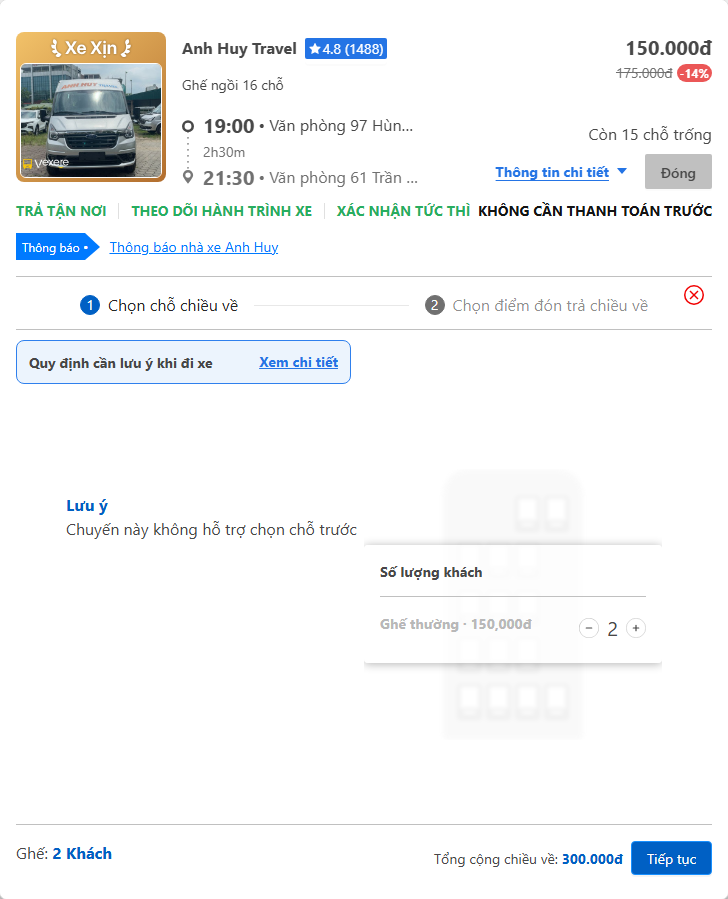 Xe Xịn
ANH HUY TRAVEL
vexere
Anh Huy Travel ★ 4.8 (1488)
150.000đ
175.000đ -14%
Ghế ngồi 16 chỗ
19:00 • Văn phòng 97 Hùn...
2h30m
21:30 • Văn phòng 61 Trần ...
Còn 15 chỗ trống
Thông tin chi tiết
Đóng
TRẢ TẬN NƠI
THEO DÕI HÀNH TRÌNH XE
XÁC NHẬN TỨC THÌ
KHÔNG CẦN THANH TOÁN TRƯỚC
Thông báo • Thông báo nhà xe Anh Huy
1 Chọn chỗ chiều về
2 Chọn điểm đón trả chiều về
Quy định cần lưu ý khi đi xe Xem chi tiết
Lưu ý
Chuyến này không hỗ trợ chọn chỗ trước
Số lượng khách
Ghế thường · 150,000đ − 2 +
Ghế: 2 Khách
Tổng cộng chiều về: 300.000đ
Tiếp tục